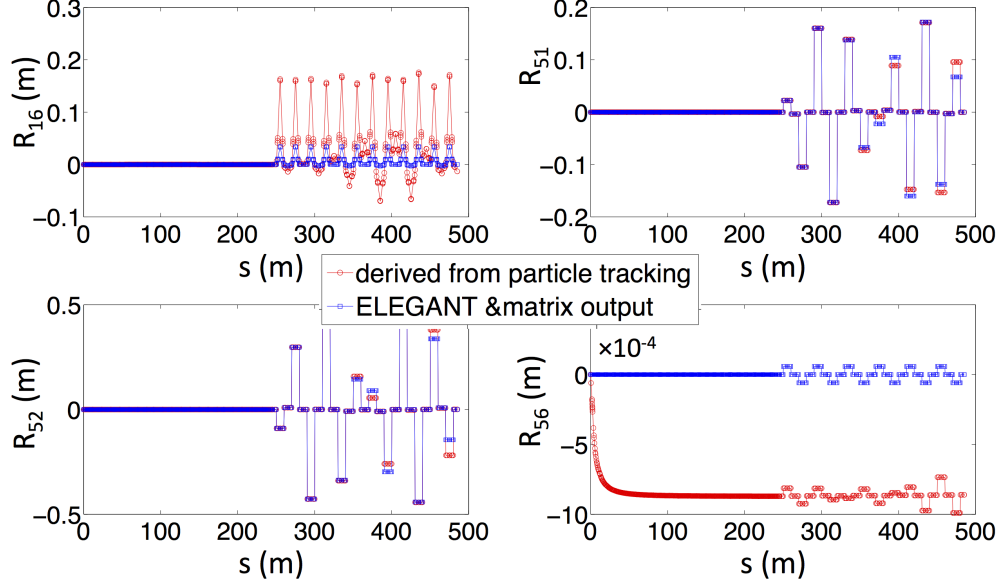 0.3
0.2
0.1
0
−0.1
R16 (m)
0 100 200 300 400 500
s (m)
0.2
0.1
0
−0.1
−0.2
R51
0 100 200 300 400 500
s (m)
derived from particle tracking
ELEGANT &matrix output
0.5
0
−0.5
R52 (m)
0 100 200 300 400 500
s (m)
×10-4
0
−5
−10
R56 (m)
0 100 200 300 400 500
s (m)